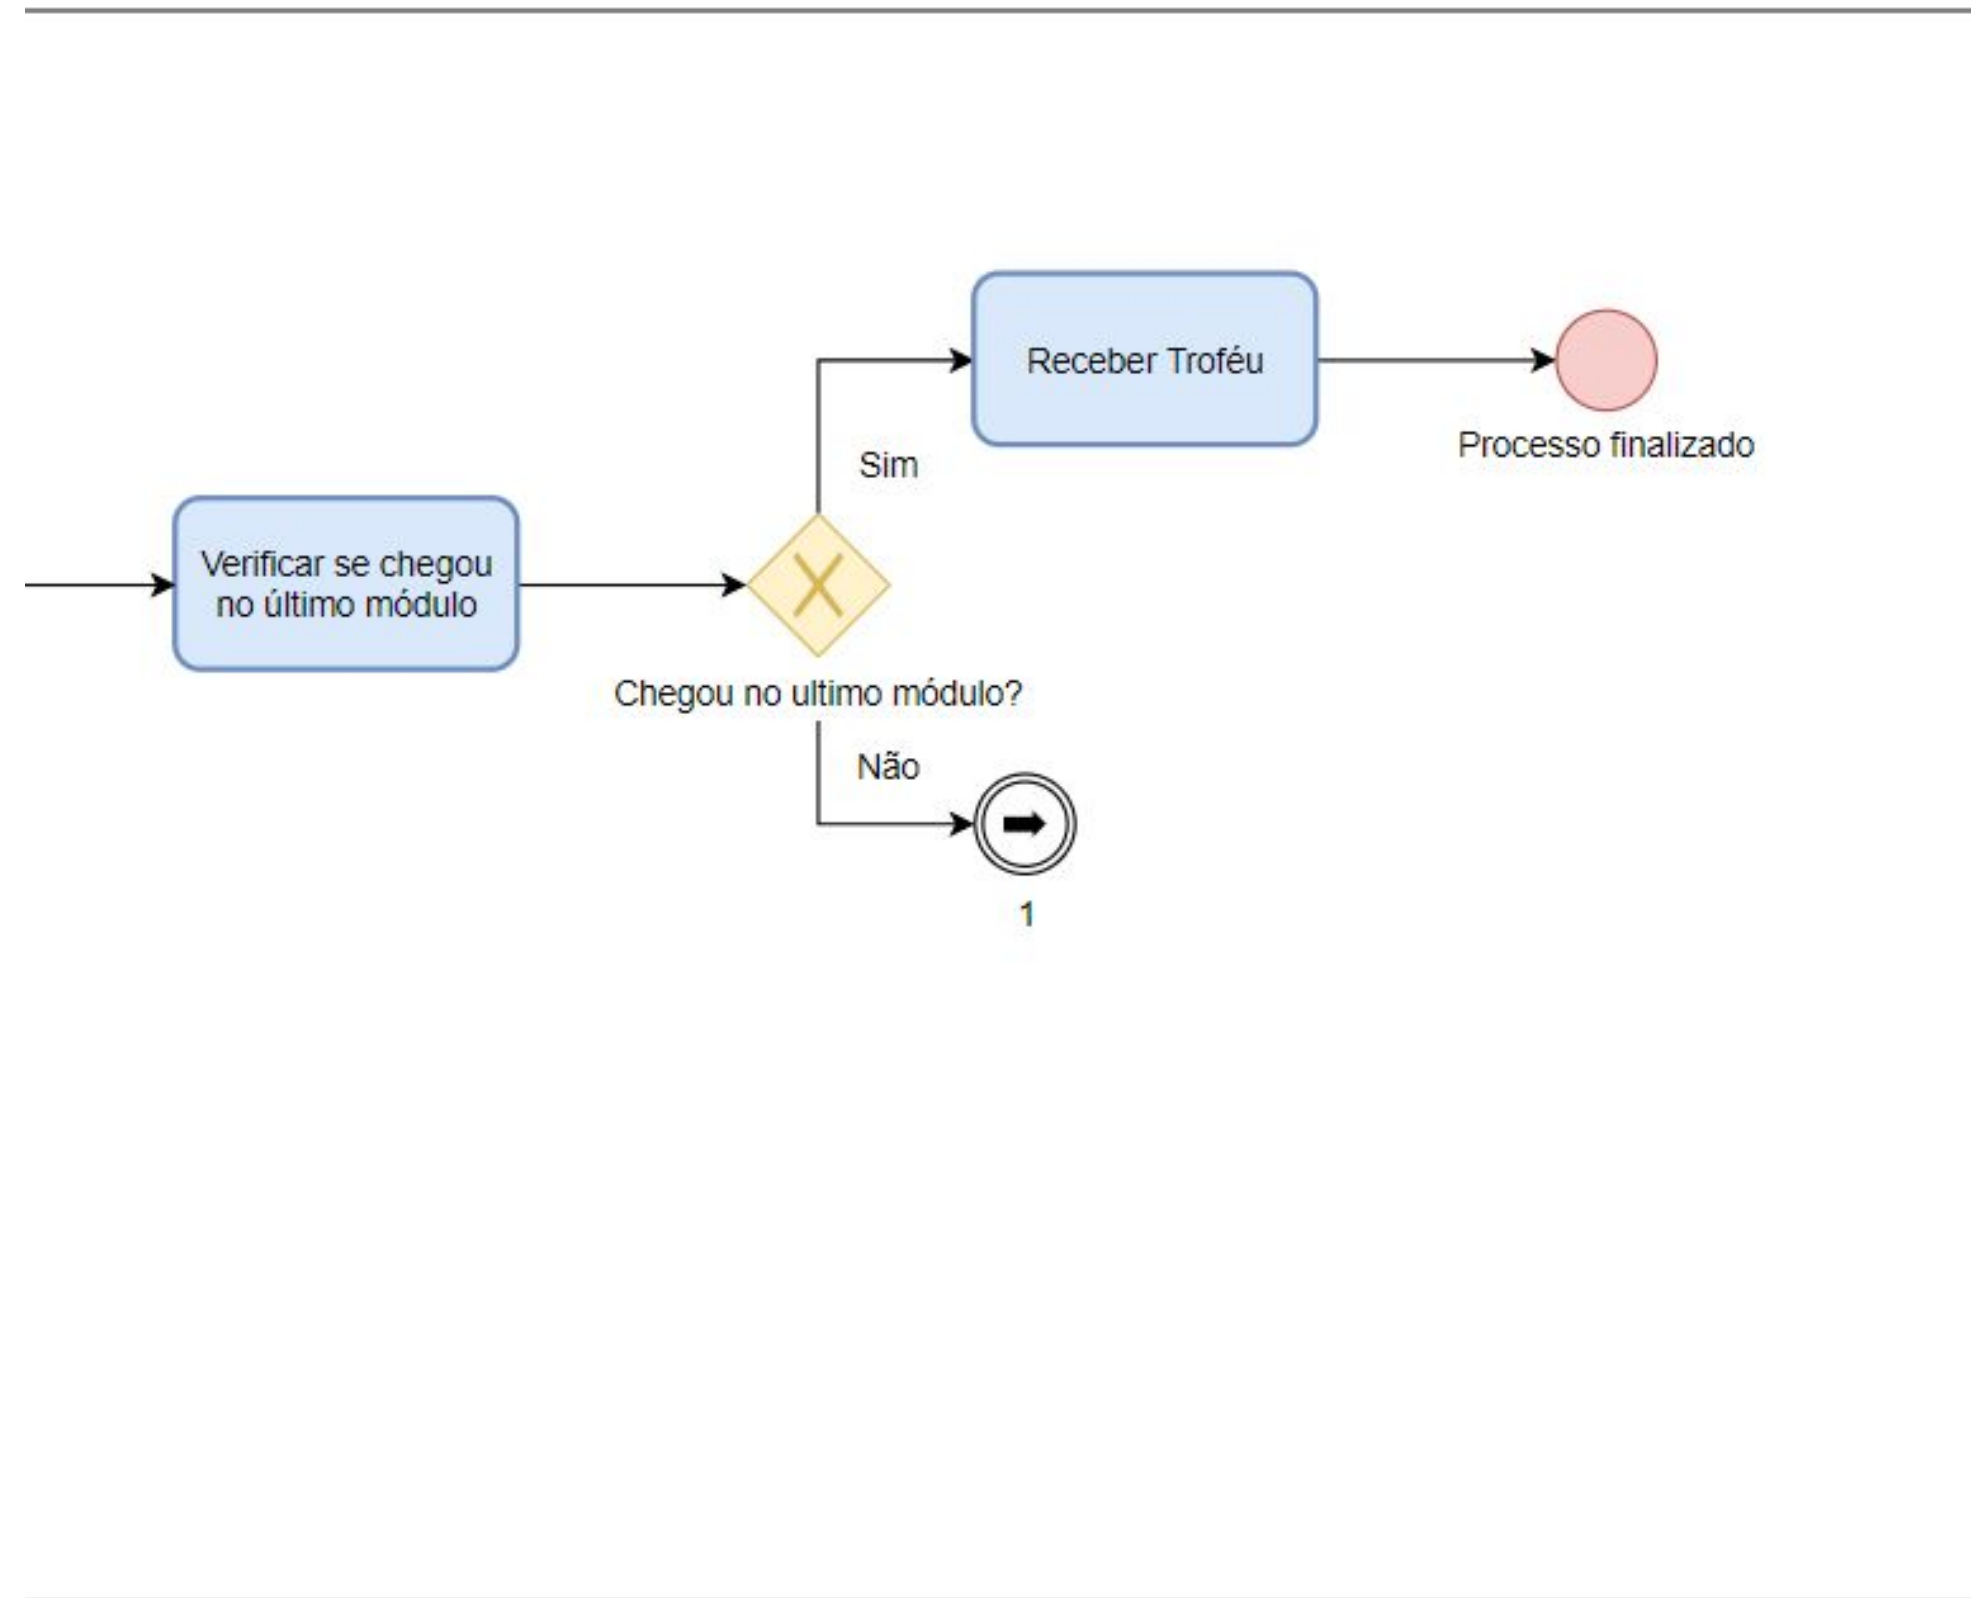 Receber Troféu
Processo finalizado
Sim
Verificar se chegou
no último módulo
Chegou no ultimo módulo?
Não
1